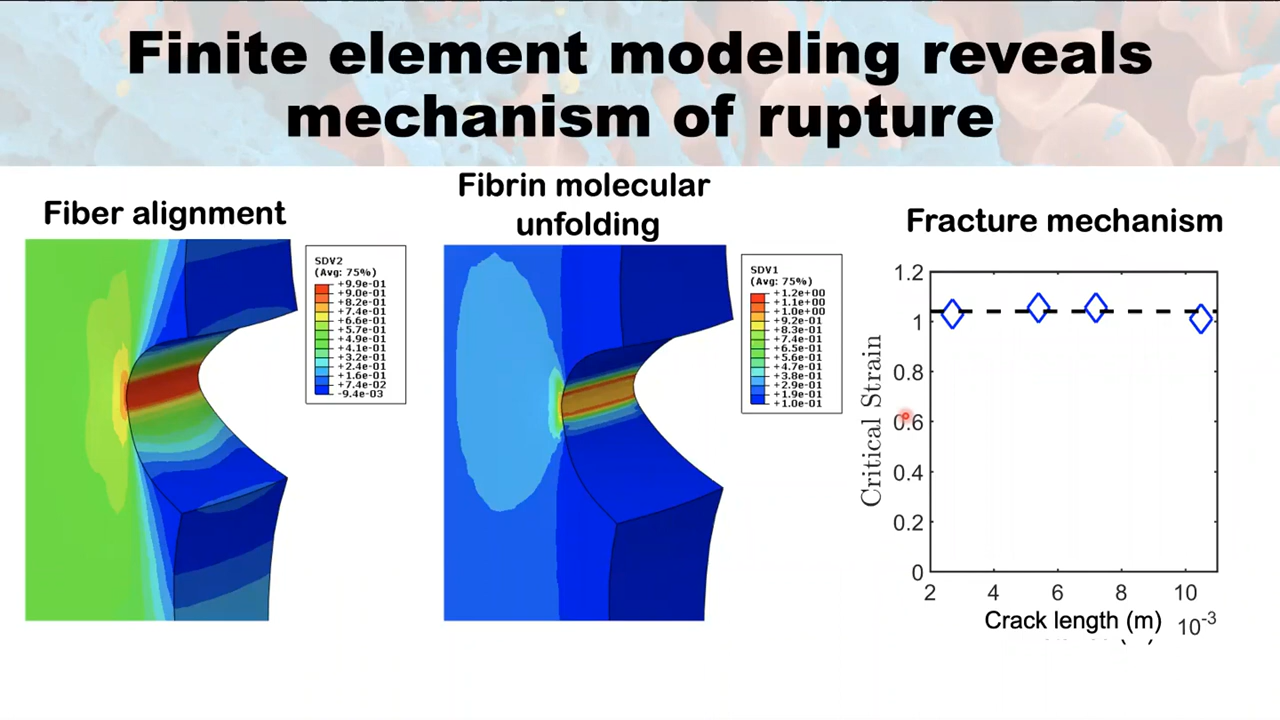 Finite element modeling reveals
mechanism of rupture
Fiber alignment
SDV2
(Avg: 75%)
+9.9e-01
+9.0e-01
+8.2e-01
+7.4e-01
+6.6e-01
+5.7e-01
+4.9e-01
+4.1e-01
+3.2e-01
+2.4e-01
+1.6e-01
+7.4e-02
-9.4e-03
Fibrin molecular
unfolding
SDV1
(Avg: 75%)
+1.2e+00
+1.1e+00
+1.0e+00
+9.2e-01
+8.3e-01
+7.4e-01
+6.5e-01
+5.6e-01
+4.7e-01
+3.8e-01
+2.9e-01
+1.9e-01
+1.0e-01
Fracture mechanism
Critical Strain
1.2
1
0.8
0.6
0.4
0.2
0
2 4 6 8 10
Crack length (m) 10-3